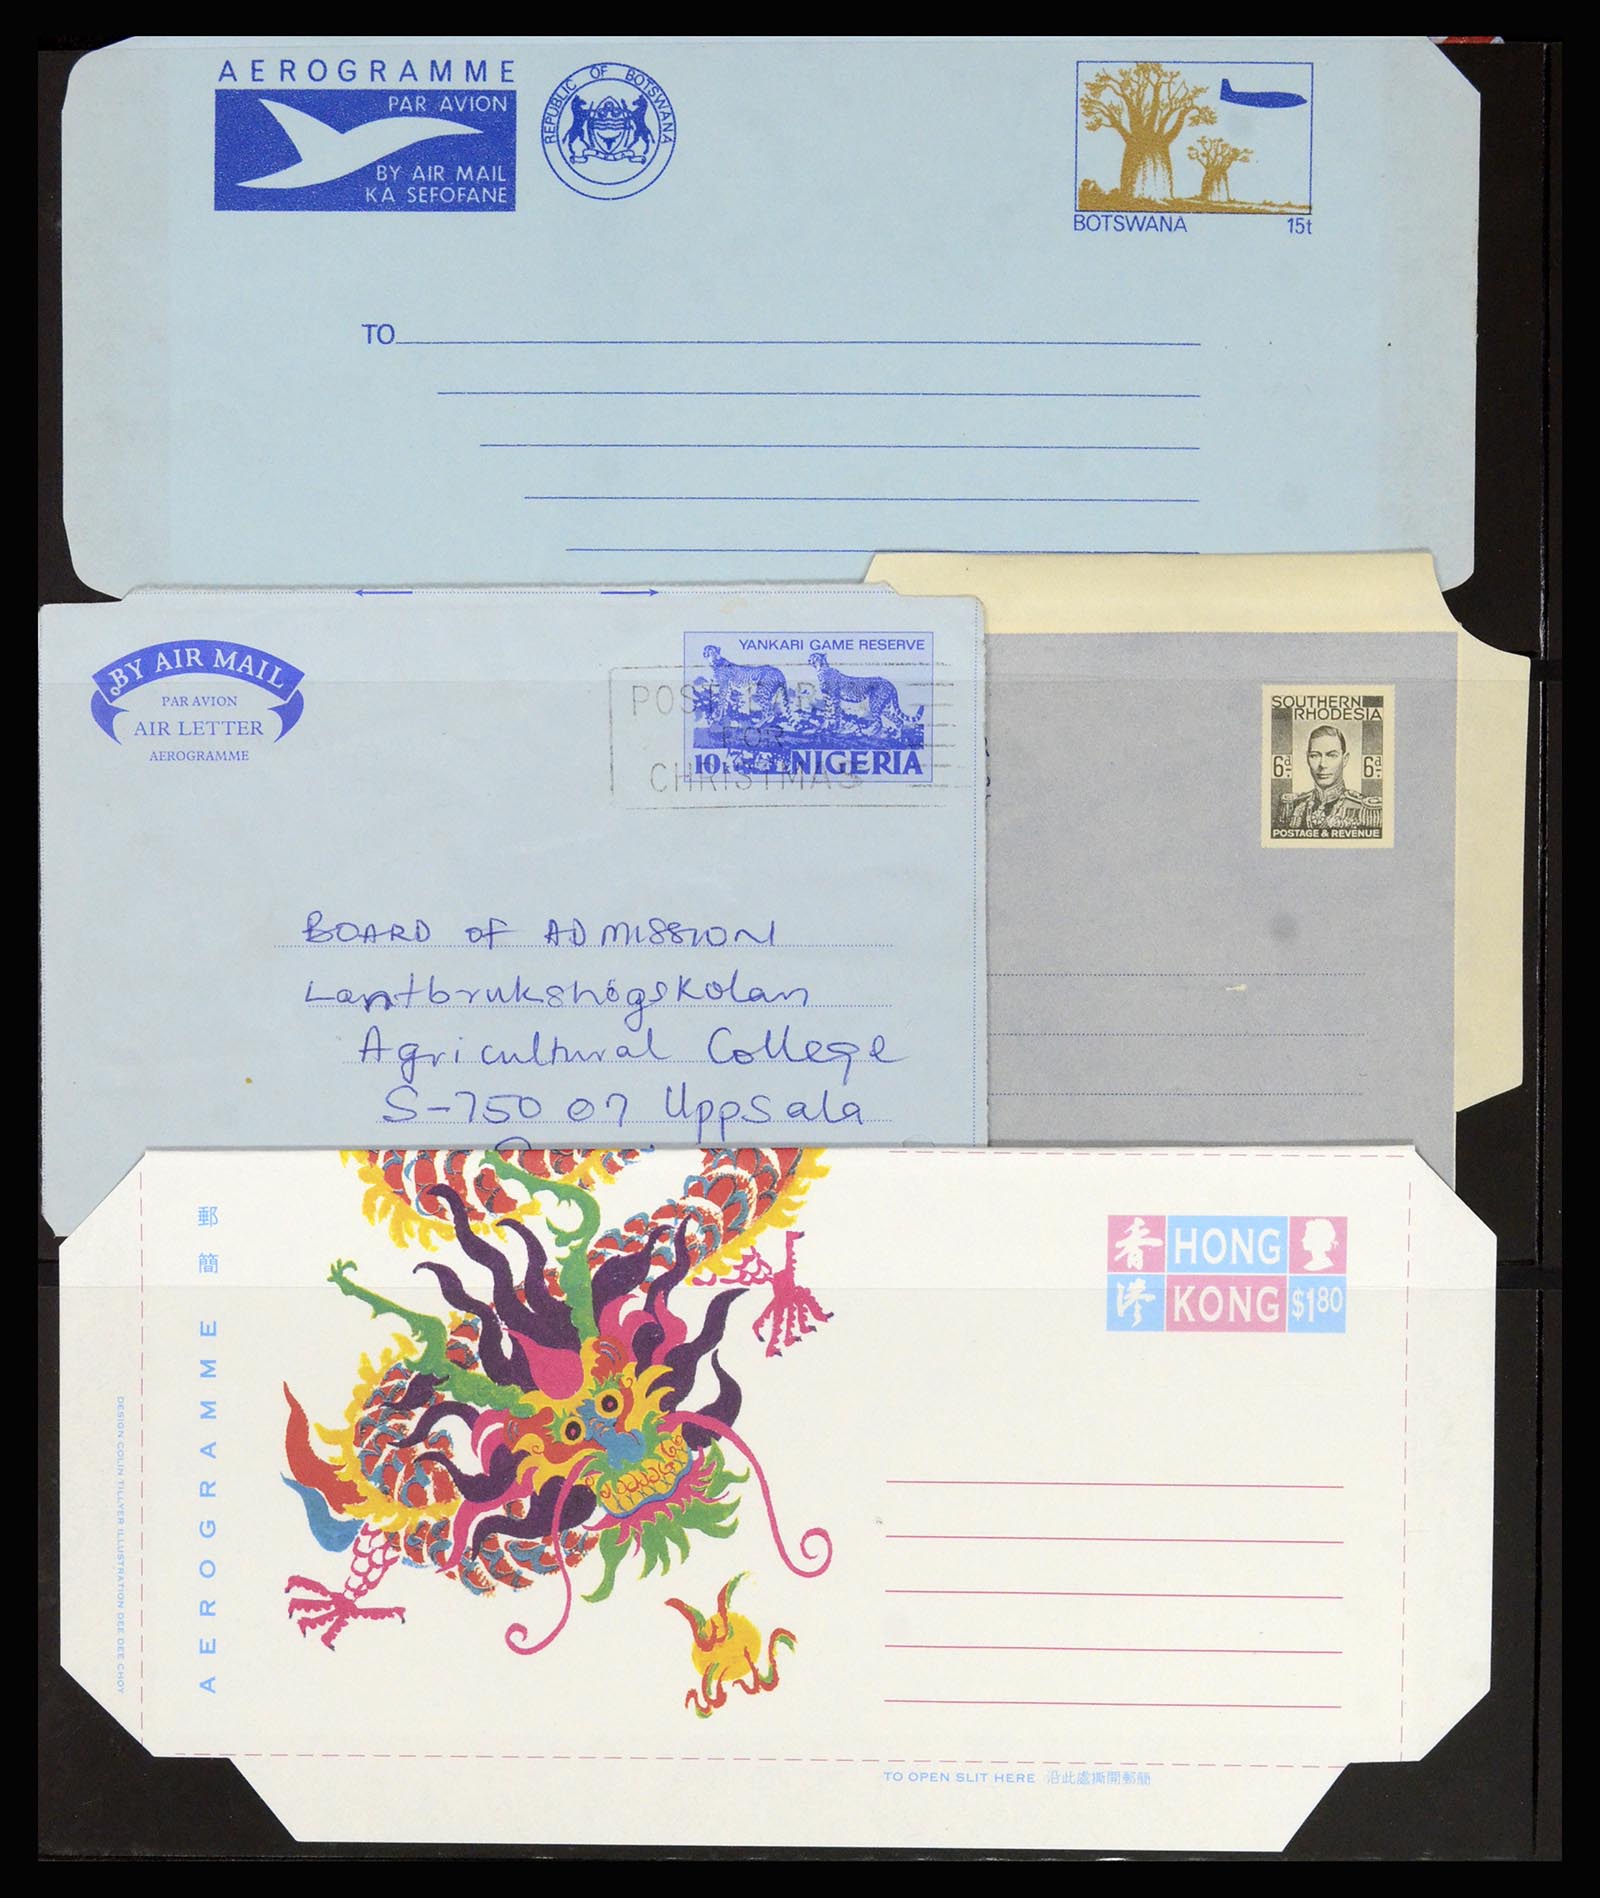 AEROGRAMME
PAR AVION
BY AIR MAIL
KA SEFOFANE
REPUBLIC OF BOTSWANA
BOTSWANA 15t
TO
BY AIR MAIL
PAR AVION
AIR LETTER
AEROGRAMME
YANKARI GAME RESERVE
10k NIGERIA
POST EARLY
FOR
CHRISTMAS
BOARD OF ADMISSION
Lantbrukshögskolan
Agricultural College
S-750 07 Uppsala
SOUTHERN
RHODESIA
6d 6d
POSTAGE & REVENUE
郵簡
AEROGRAMME
DESIGN COLIN TILLYER ILLUSTRATION DEE DEE CHOY
香 HONG
港 KONG $1.80
TO OPEN SLIT HERE 沿此處撕開郵簡